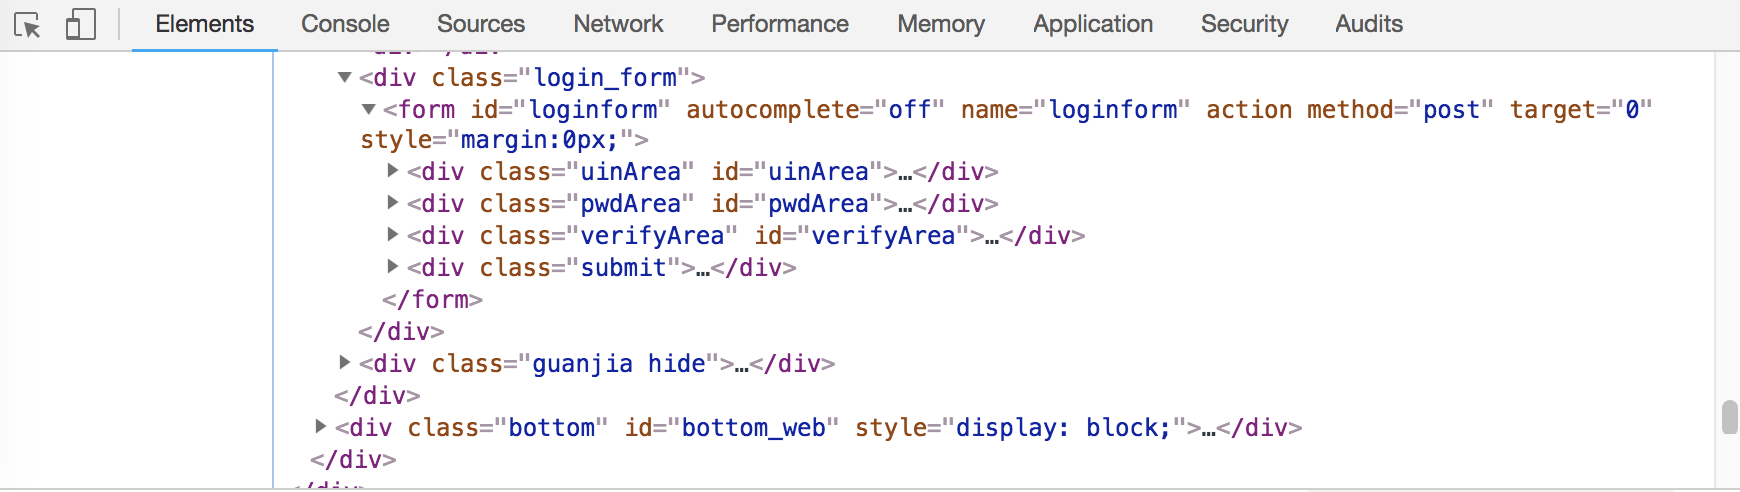 Elements Console Sources Network Performance Memory Application Security Audits
<div class="login_form">
<form id="loginform" autocomplete="off" name="loginform" action method="post" target="0"
style="margin:0px;">
<div class="uinArea" id="uinArea">…</div>
<div class="pwdArea" id="pwdArea">…</div>
<div class="verifyArea" id="verifyArea">…</div>
<div class="submit">…</div>
</form>
</div>
<div class="guanjia hide">…</div>
</div>
<div class="bottom" id="bottom_web" style="display: block;">…</div>
</div>